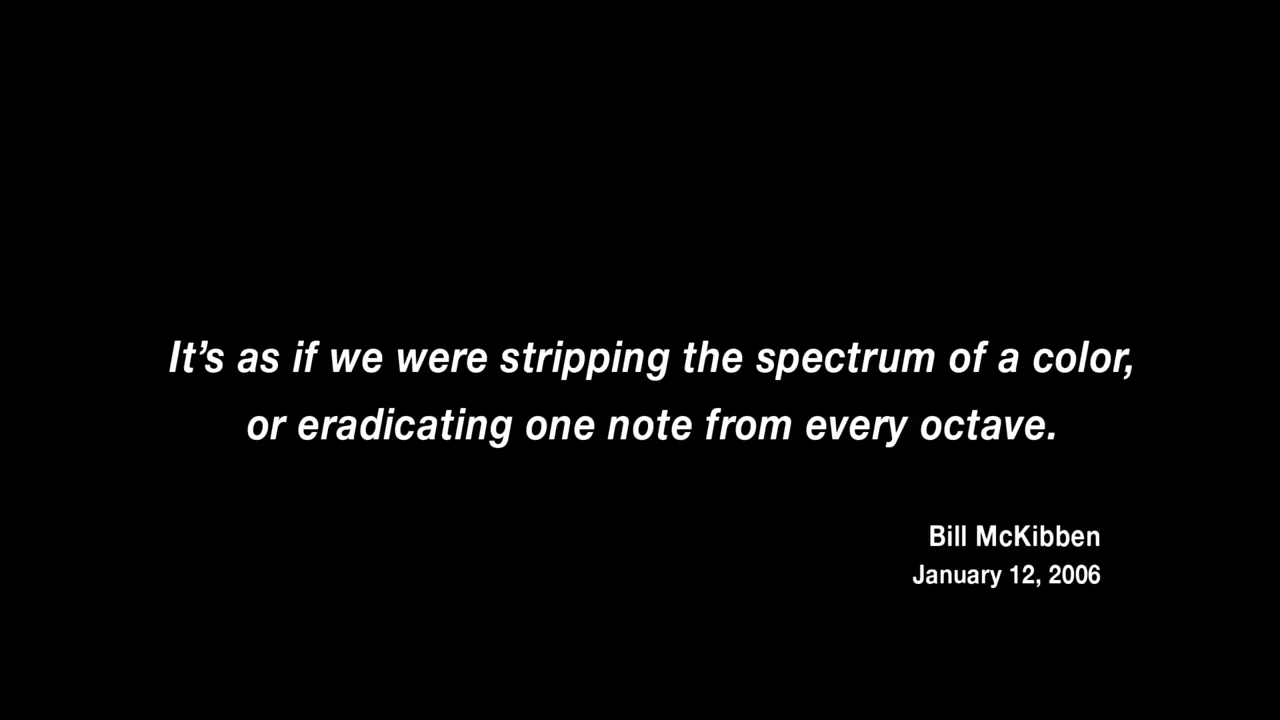 It’s as if we were stripping the spectrum of a color,
or eradicating one note from every octave.
Bill McKibben
January 12, 2006